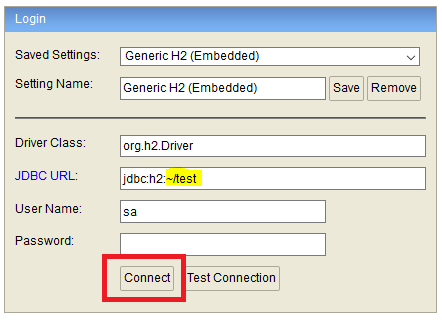 Login
Saved Settings: Generic H2 (Embedded)
Setting Name: Generic H2 (Embedded) Save Remove
Driver Class: org.h2.Driver
JDBC URL: jdbc:h2:~/test
User Name: sa
Password:
Connect Test Connection